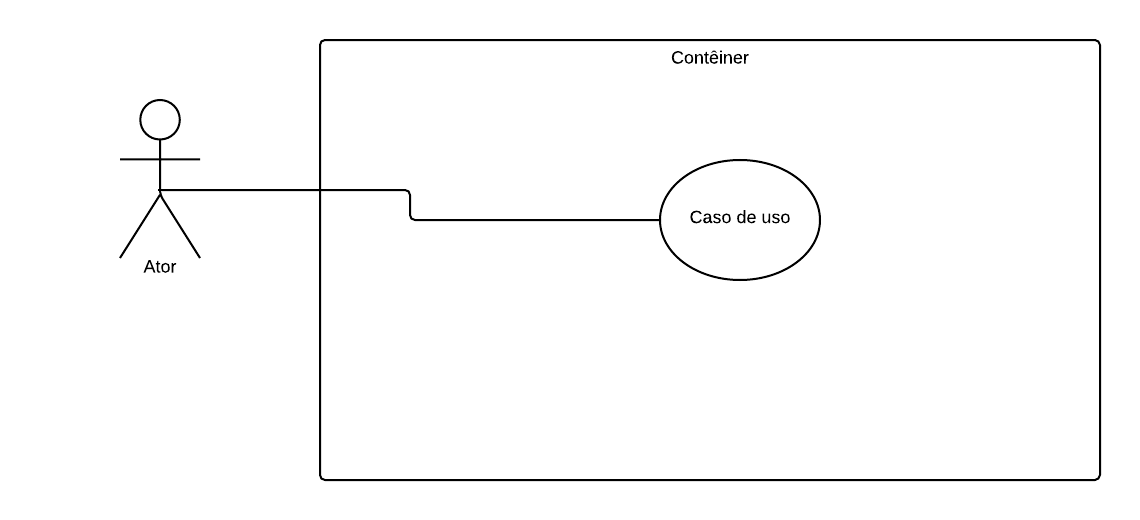 Contêiner
Caso de uso
Ator